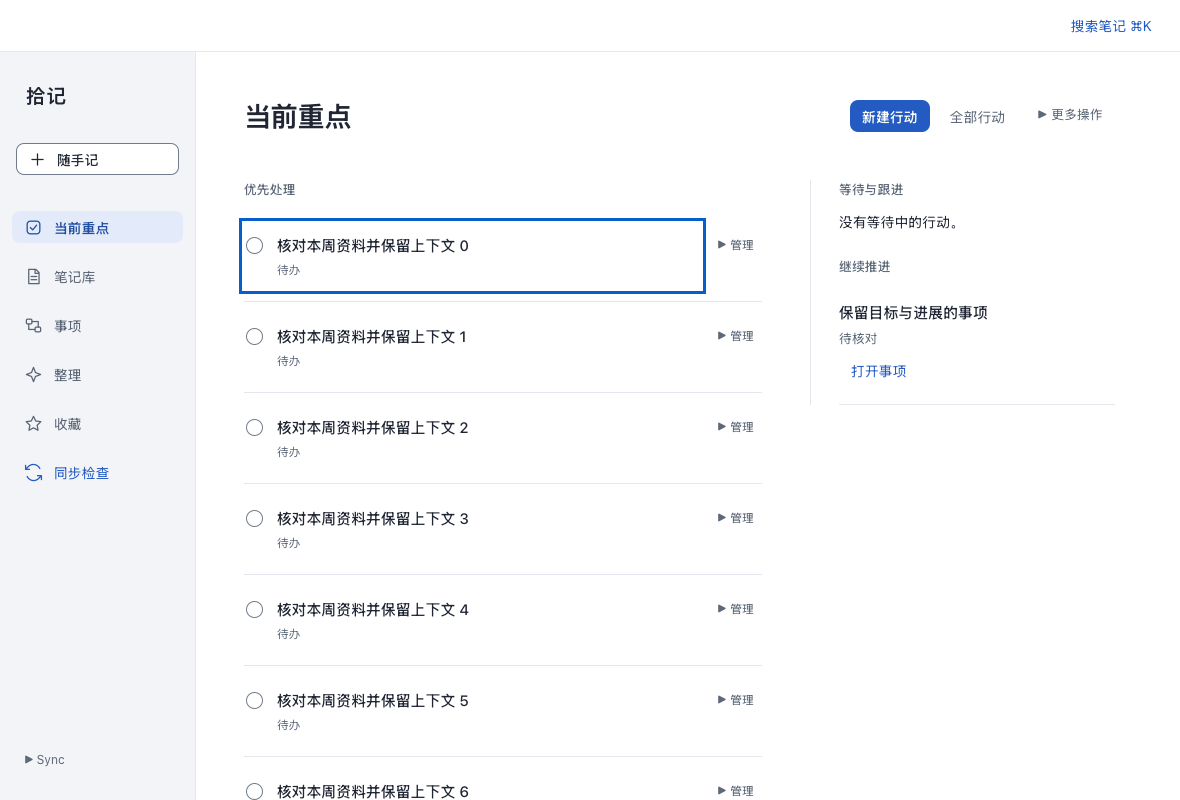 搜索笔记 ⌘K
拾记
随手记
当前重点
笔记库
事项
整理
收藏
同步检查
Sync
当前重点
新建行动
全部行动
更多操作
优先处理
核对本周资料并保留上下文 0
待办
管理
核对本周资料并保留上下文 1
待办
管理
核对本周资料并保留上下文 2
待办
管理
核对本周资料并保留上下文 3
待办
管理
核对本周资料并保留上下文 4
待办
管理
核对本周资料并保留上下文 5
待办
管理
核对本周资料并保留上下文 6
管理
等待与跟进
没有等待中的行动。
继续推进
保留目标与进展的事项
待核对
打开事项